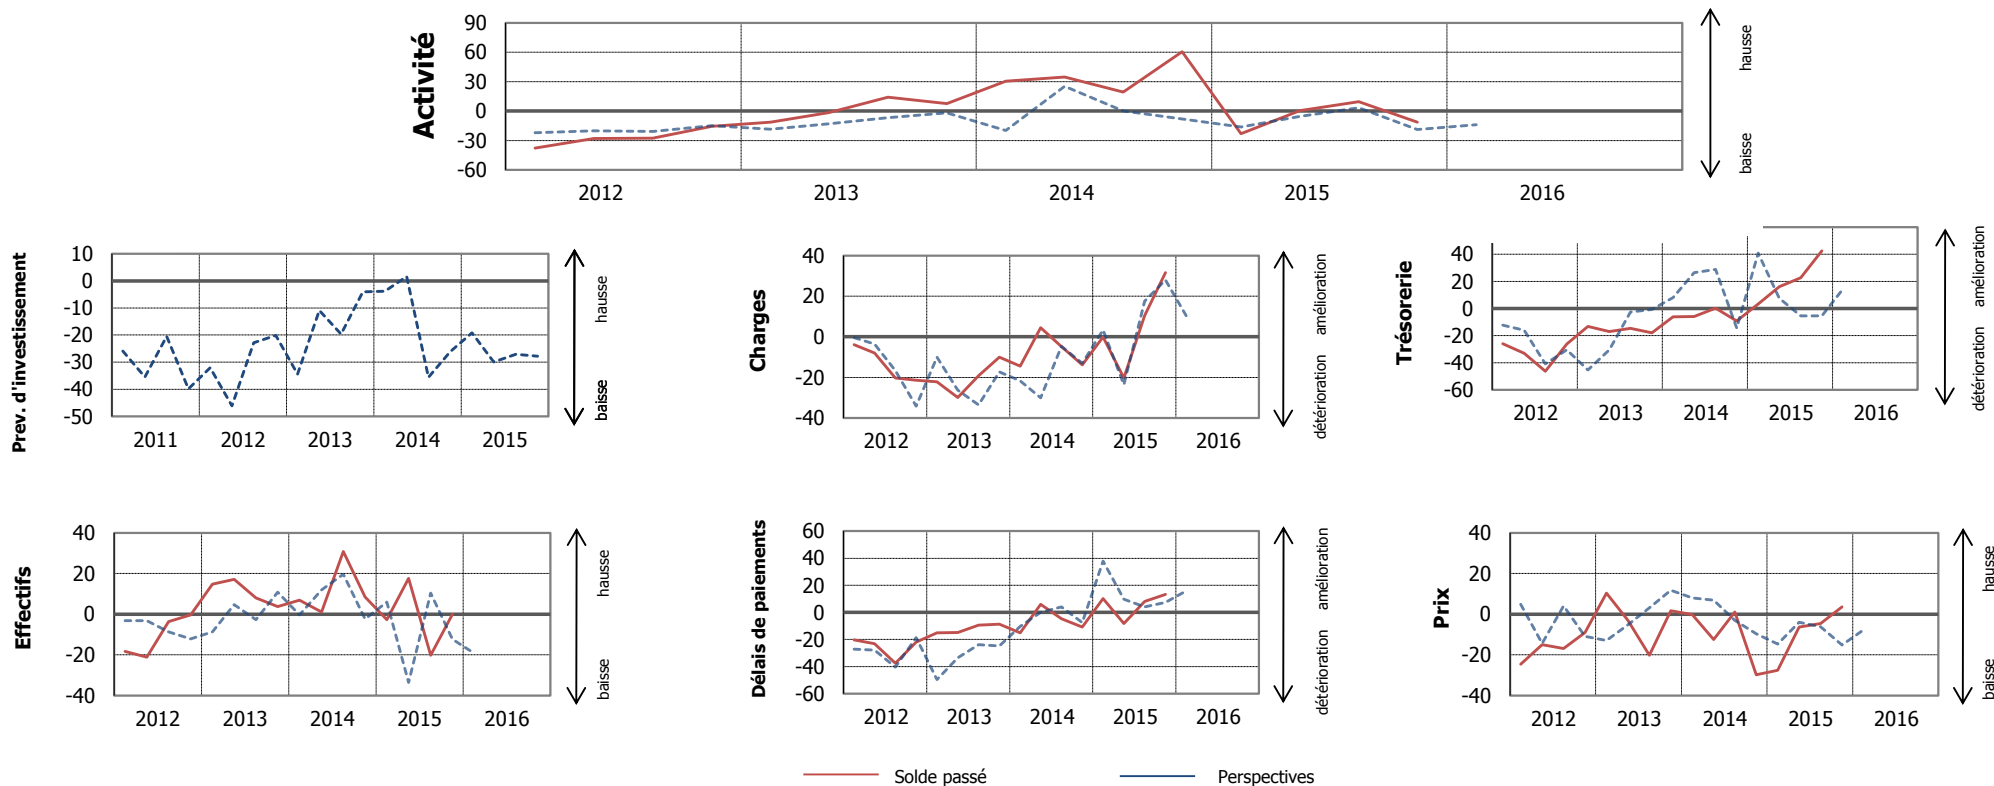 Activité
90
60
30
0
-30
-60
2012 2013 2014 2015 2016
hausse
baisse
Prev. d'investissement
10
0
-10
-20
-30
-40
-50
2011 2012 2013 2014 2015
hausse
baisse
Charges
40
20
0
-20
-40
2012 2013 2014 2015 2016
amélioration
détérioration
Trésorerie
40
20
0
-20
-40
-60
2012 2013 2014 2015 2016
amélioration
détérioration
Effectifs
40
20
0
-20
-40
2012 2013 2014 2015 2016
hausse
baisse
Délais de paiements
60
40
20
0
-20
-40
-60
2012 2013 2014 2015 2016
amélioration
détérioration
Prix
40
20
0
-20
-40
2012 2013 2014 2015 2016
hausse
baisse
Solde passé Perspectives